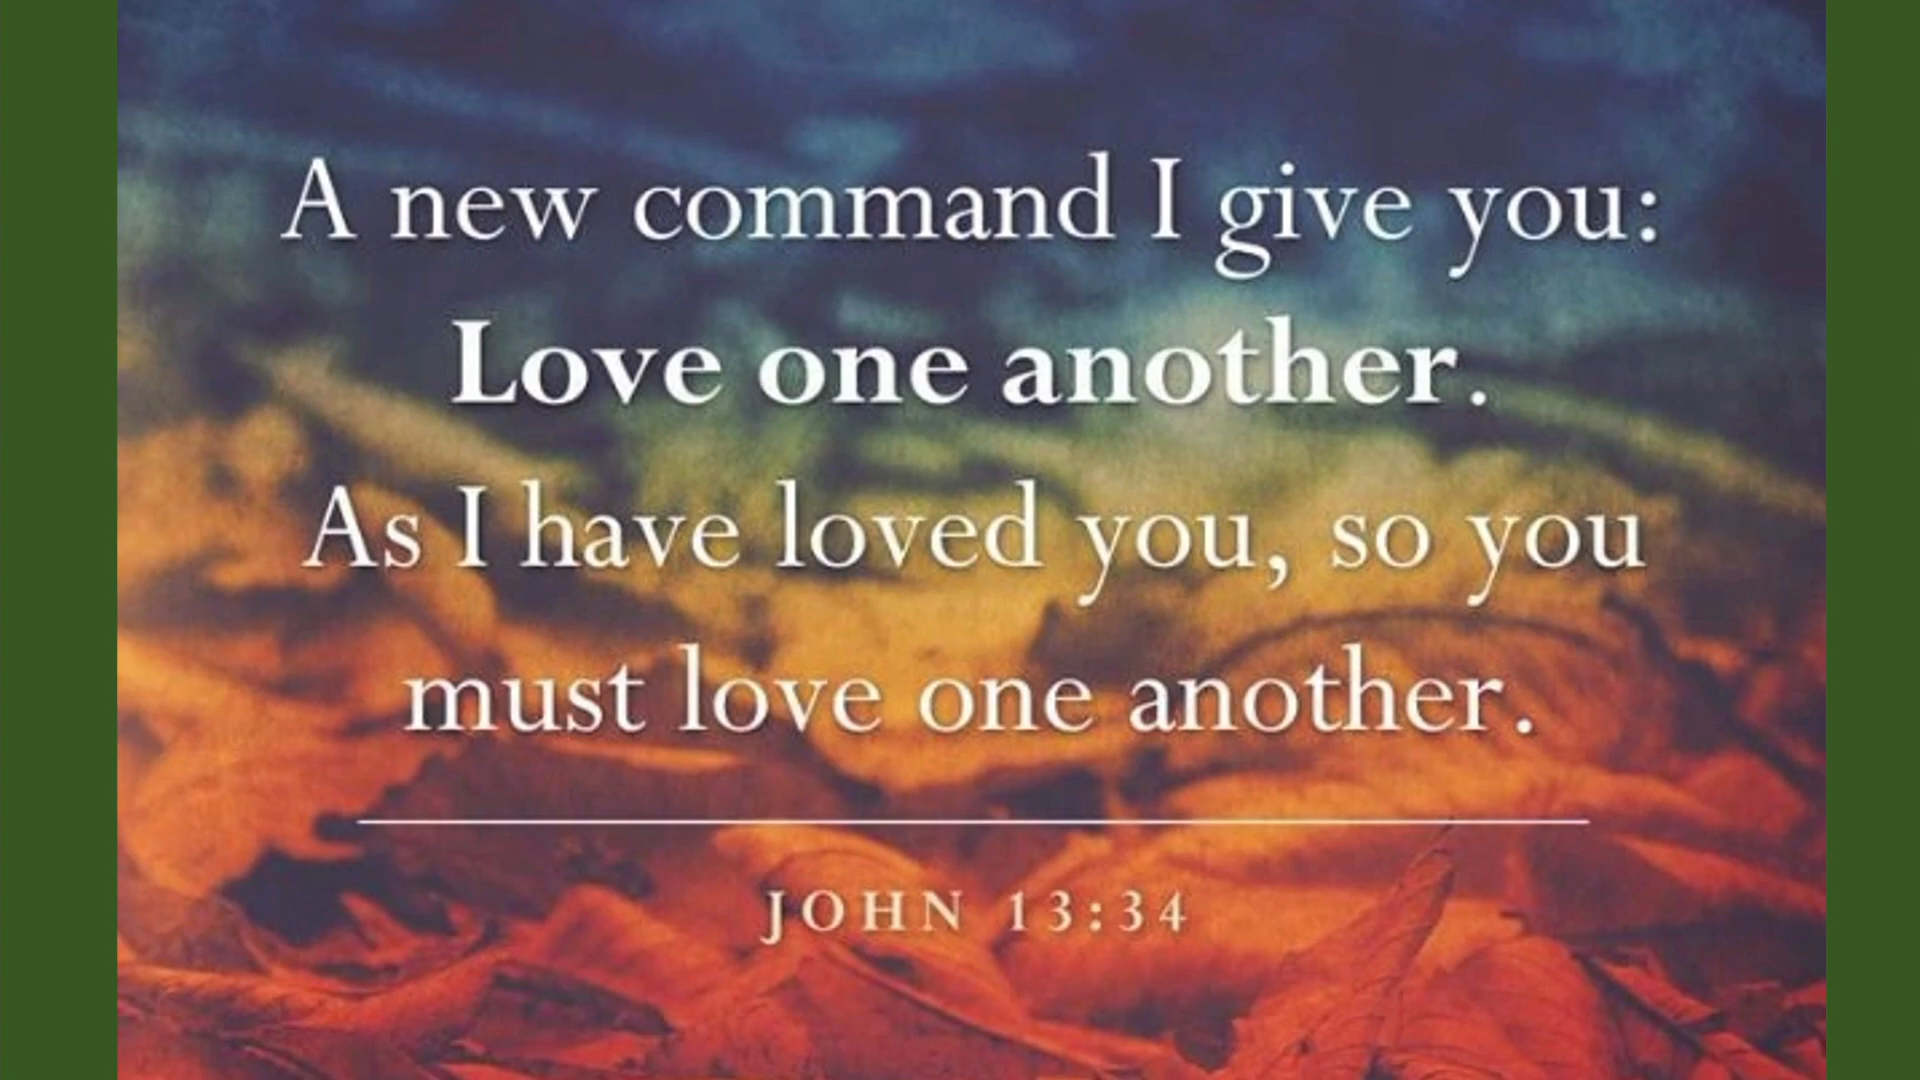 A new command I give you:
Love one another.
As I have loved you, so you
must love one another.
JOHN 13:34